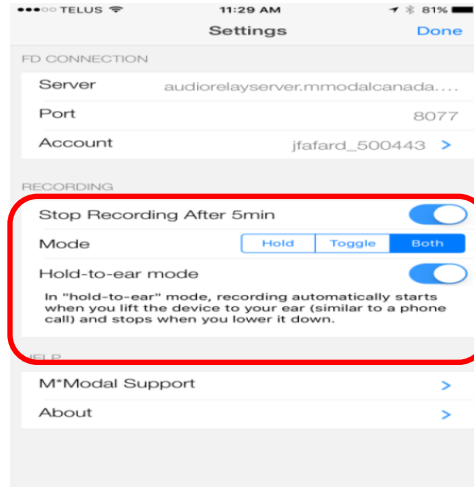 TELUS 11:29 AM 81%
Settings Done
FD CONNECTION
Server audiorelayserver.mmodalcanada....
Port 8077
Account jfafard_500443 >
RECORDING
Stop Recording After 5min
Mode Hold Toggle Both
Hold-to-ear mode
In "hold-to-ear" mode, recording automatically starts
when you lift the device to your ear (similar to a phone
call) and stops when you lower it down.
HELP
M*Modal Support >
About >